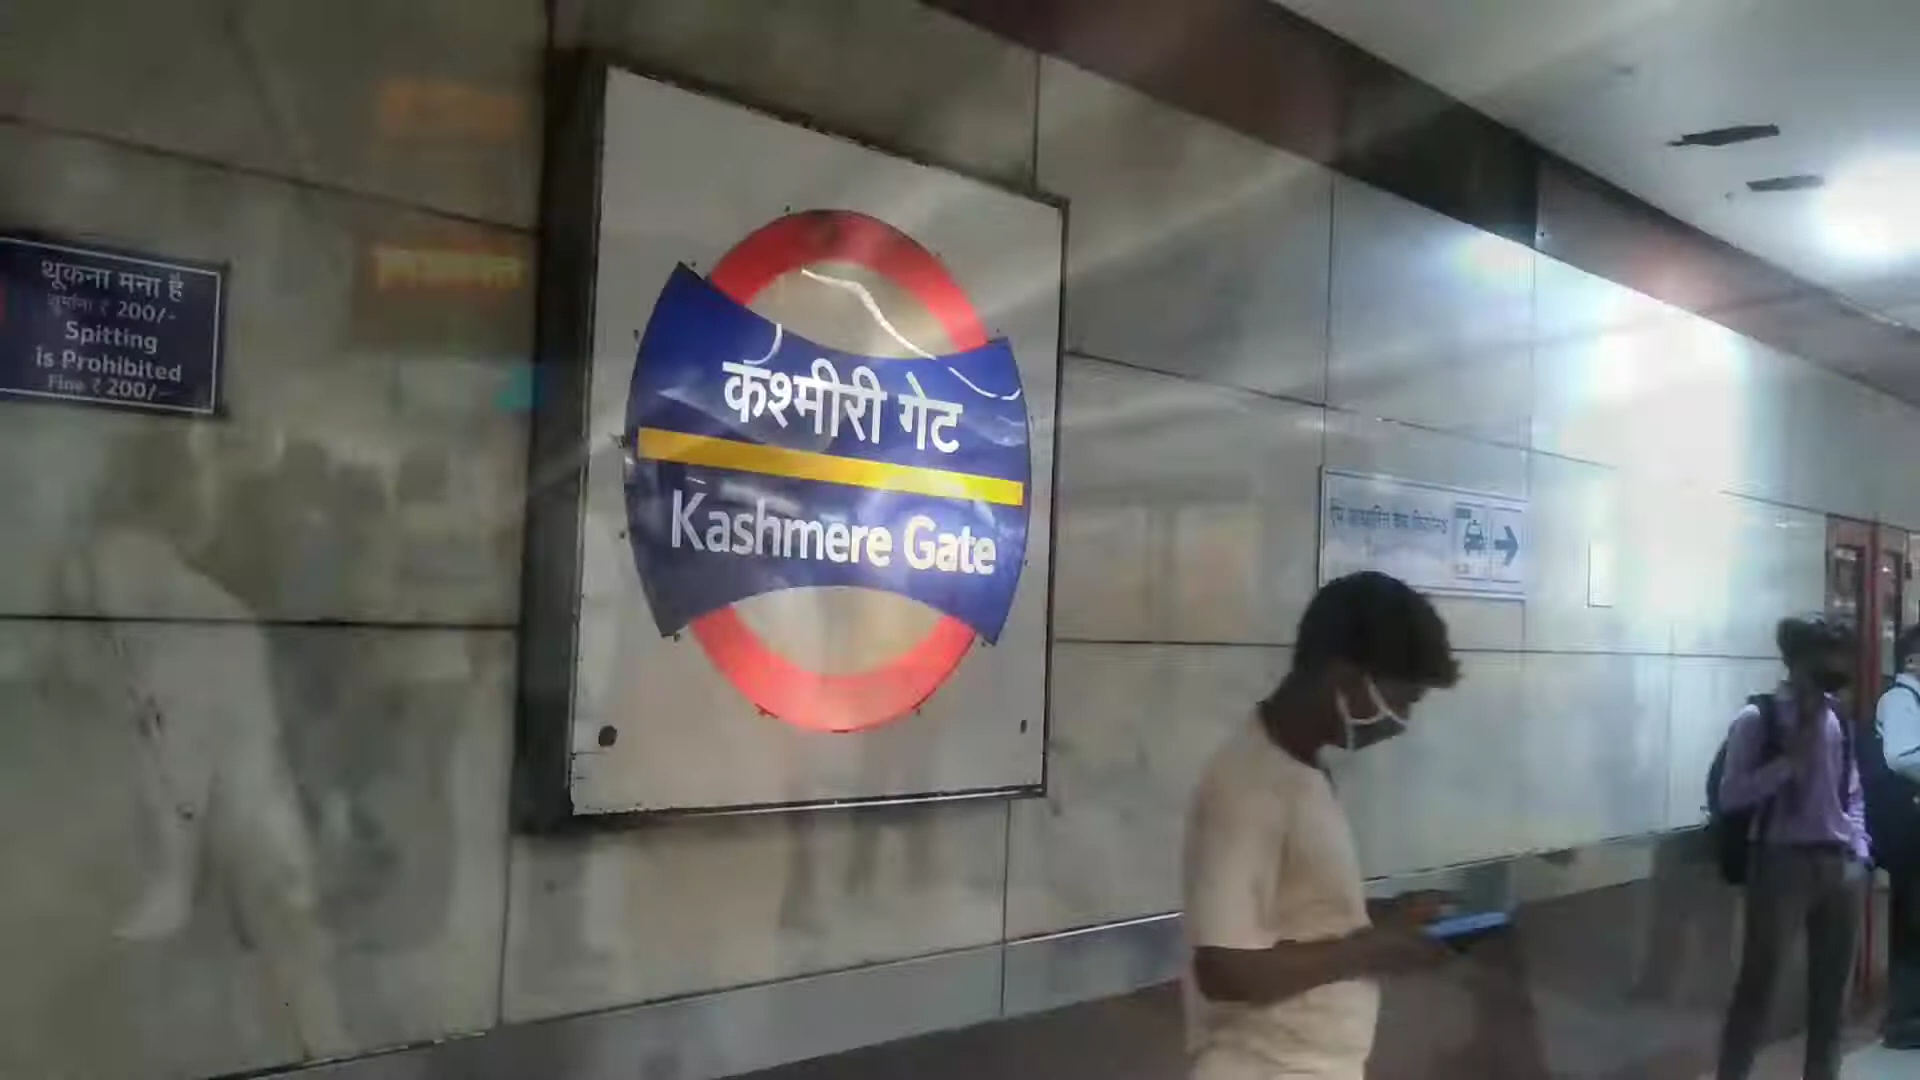 थूकना मना है
जुर्माना ₹ 200/-
Spitting
is Prohibited
Fine ₹ 200/-
कश्मीरी गेट
Kashmere Gate